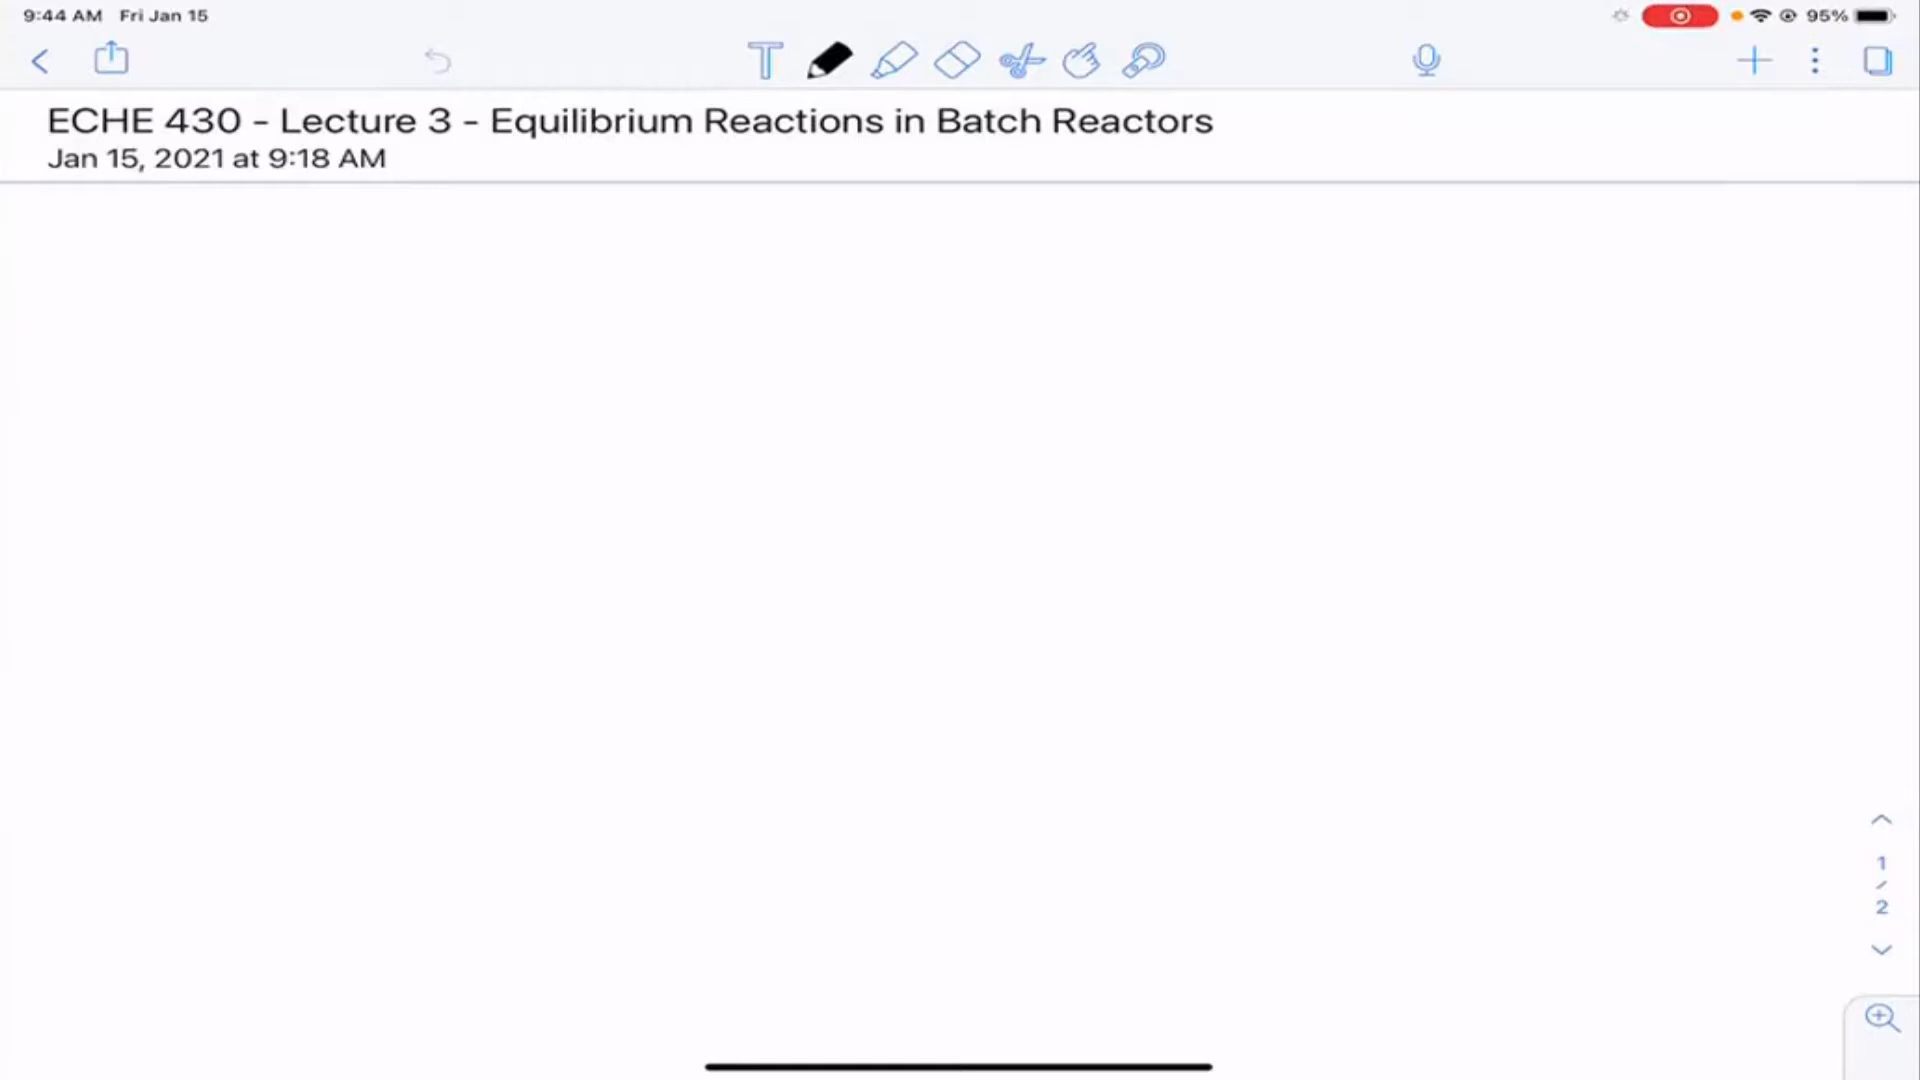 9:44 AM Fri Jan 15
95%
T
ECHE 430 - Lecture 3 - Equilibrium Reactions in Batch Reactors
Jan 15, 2021 at 9:18 AM
1
/
2